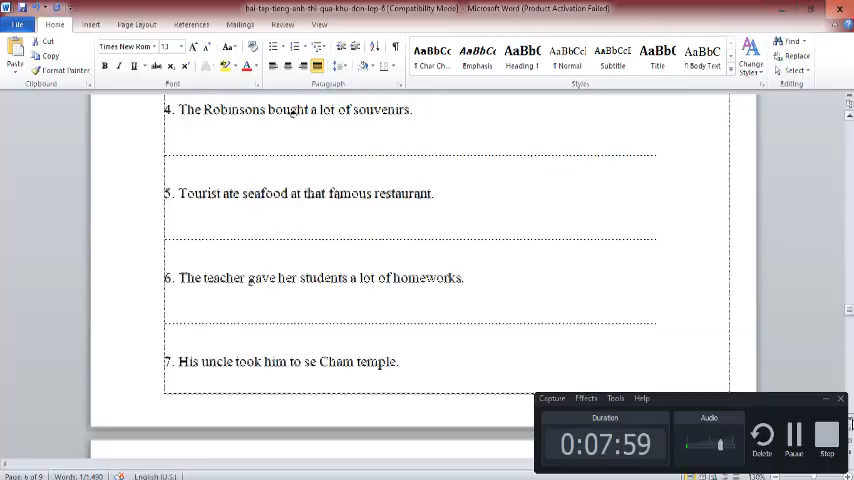 hai-tap-tieng-anh-thi-qua-khu-don-lop-6 [Compatibility Mode] - Microsoft Word (Product Activation Failed)
File Home Insert Page Layout References Mailings Review View
Cut
Copy
Format Painter
Paste
Clipboard
Times New Rom 13
Font
Paragraph
AaBbCc AaBbCc AaBbC AaBbCc AaBbCcI AaBbC AaBbC
¶ Char Ch... Emphasis Heading 1 ¶ Normal Subtitle Title ¶ Body Text
Styles
Change Styles
Find
Replace
Select
Editing
4. The Robinsons bought a lot of souvenirs.
5. Tourist ate seafood at that famous restaurant.
6. The teacher gave her students a lot of homeworks.
7. His uncle took him to se Cham temple.
Capture Effects Tools Help
Duration
0:07:59
Audio
Delete Pause Stop
Page: 6 of 9 Words: 1/1,490 English (U.S.) 130%